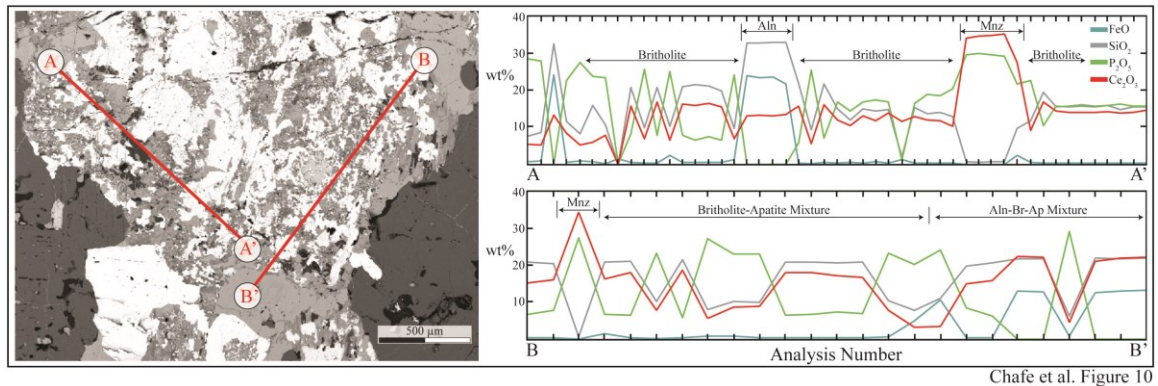 A
B
A'
B'
500 µm
40
30
wt%
20
10
A
A'
Britholite
Aln
Britholite
Mnz
Britholite
FeO
SiO₂
P₂O₅
Ce₂O₃
40
30
wt%
20
10
B
B'
Mnz
Britholite-Apatite Mixture
Aln-Br-Ap Mixture
Analysis Number
Chafe et al. Figure 10